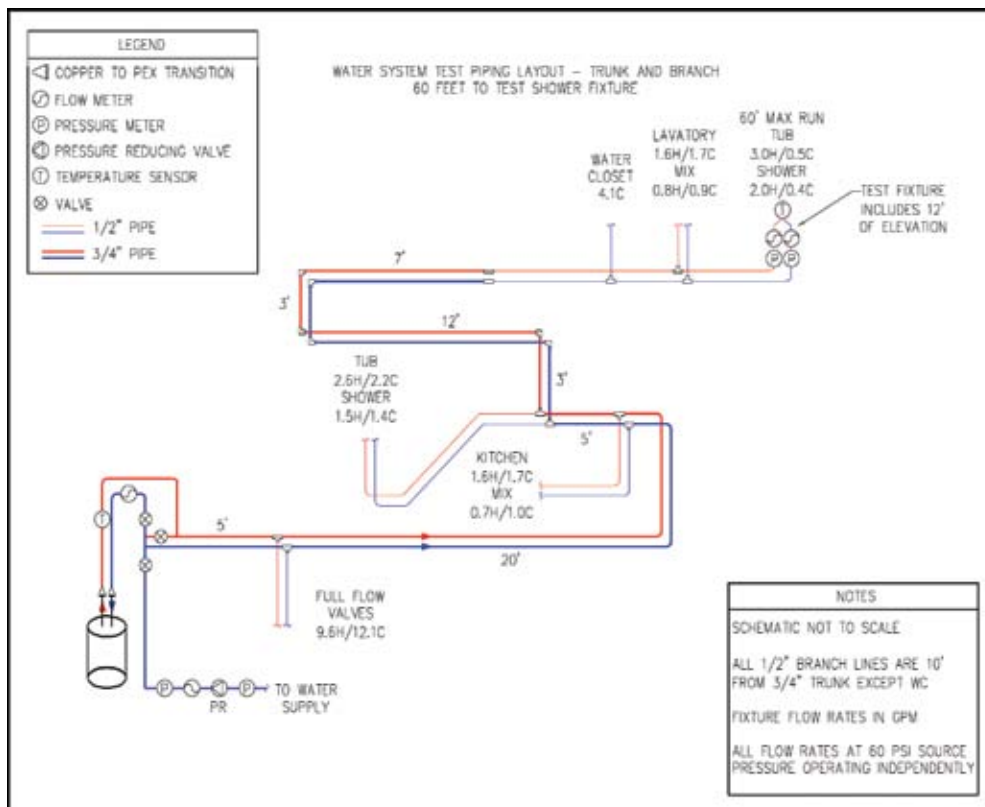 LEGEND
COPPER TO PEX TRANSITION
FLOW METER
P PRESSURE METER
PRESSURE REDUCING VALVE
T TEMPERATURE SENSOR
VALVE
1/2" PIPE
3/4" PIPE
WATER SYSTEM TEST PIPING LAYOUT – TRUNK AND BRANCH
60 FEET TO TEST SHOWER FIXTURE
WATER
CLOSET
4.1C
LAVATORY
1.6H/1.7C
MIX
0.8H/0.9C
60' MAX RUN
TUB
3.0H/0.5C
SHOWER
2.0H/0.4C
T
P P
TEST FIXTURE
INCLUDES 12'
OF ELEVATION
7'
3'
12'
3'
TUB
2.6H/2.2C
SHOWER
1.5H/1.4C
5'
KITCHEN
1.6H/1.7C
MIX
0.7H/1.0C
T
5'
20'
FULL FLOW
VALVES
9.6H/12.1C
P
P
PR
TO WATER
SUPPLY
NOTES
SCHEMATIC NOT TO SCALE
ALL 1/2" BRANCH LINES ARE 10'
FROM 3/4" TRUNK EXCEPT WC
FIXTURE FLOW RATES IN GPM
ALL FLOW RATES AT 60 PSI SOURCE
PRESSURE OPERATING INDEPENDENTLY